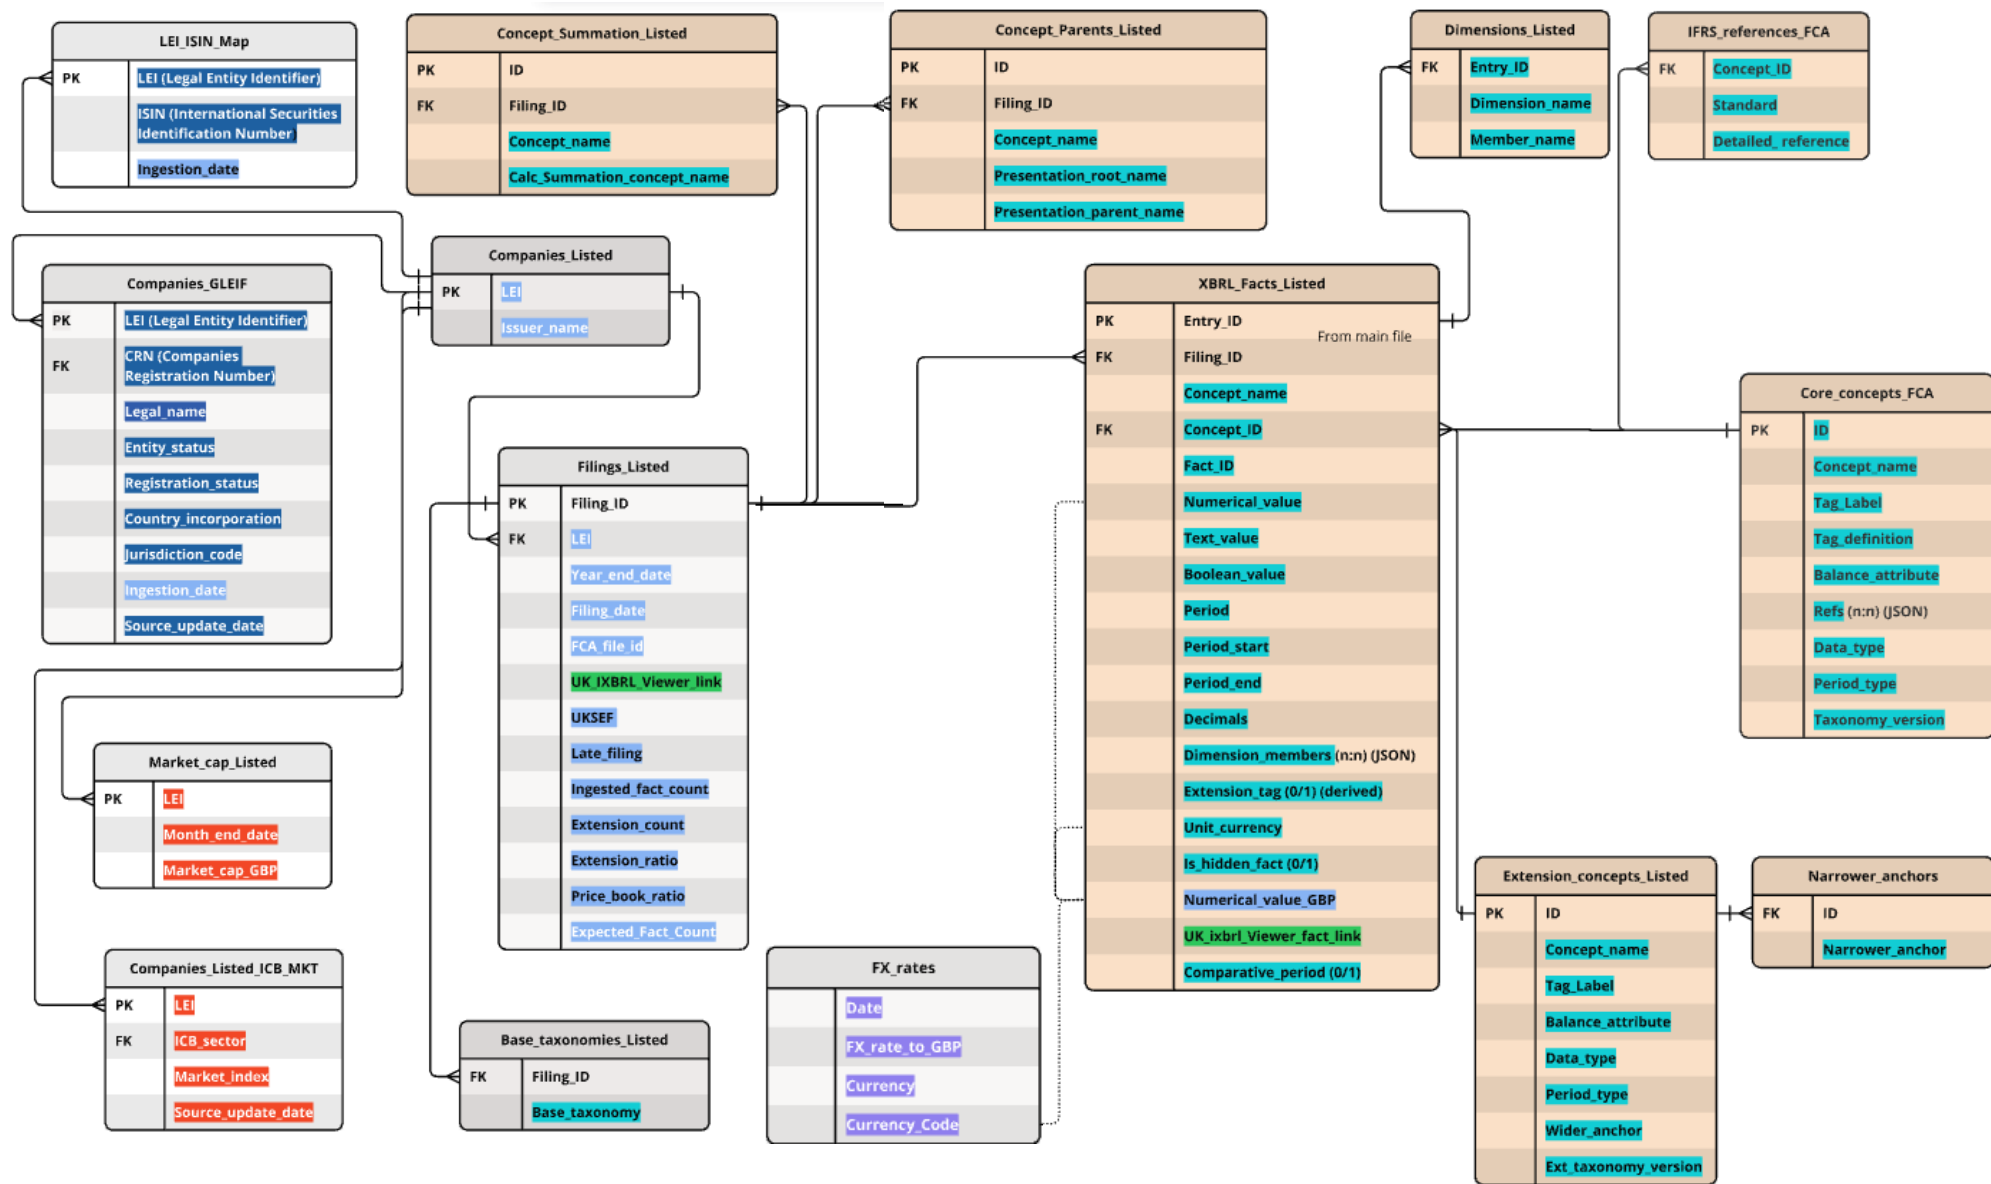 LEI_ISIN_Map
PK LEI (Legal Entity Identifier)
ISIN (International Securities
Identification Number)
Ingestion_date
Concept_Summation_Listed
PK ID
FK Filing_ID
Concept_name
Calc_Summation_concept_name
Concept_Parents_Listed
PK ID
FK Filing_ID
Concept_name
Presentation_root_name
Presentation_parent_name
Dimensions_Listed
FK Entry_ID
Dimension_name
Member_name
IFRS_references_FCA
FK Concept_ID
Standard
Detailed_ reference
Companies_GLEIF
PK LEI (Legal Entity Identifier)
FK CRN (Companies
Registration Number)
Legal_name
Entity_status
Registration_status
Country_incorporation
Jurisdiction_code
Ingestion_date
Source_update_date
Companies_Listed
PK LEI
Issuer_name
Filings_Listed
PK Filing_ID
FK LEI
Year_end_date
Filing_date
FCA_file_id
UK_IXBRL_Viewer_link
UKSEF
Late_filing
Ingested_fact_count
Extension_count
Extension_ratio
Price_book_ratio
Expected_Fact_Count
XBRL_Facts_Listed
PK Entry_ID
From main file
FK Filing_ID
Concept_name
FK Concept_ID
Fact_ID
Numerical_value
Text_value
Boolean_value
Period
Period_start
Period_end
Decimals
Dimension_members (n:n) (JSON)
Extension_tag (0/1) (derived)
Unit_currency
Is_hidden_fact (0/1)
Numerical_value_GBP
UK_ixbrl_Viewer_fact_link
Comparative_period (0/1)
Core_concepts_FCA
PK ID
Concept_name
Tag_Label
Tag_definition
Balance_attribute
Refs (n:n) (JSON)
Data_type
Period_type
Taxonomy_version
Market_cap_Listed
PK LEI
Month_end_date
Market_cap_GBP
Companies_Listed_ICB_MKT
PK LEI
FK ICB_sector
Market_index
Source_update_date
Base_taxonomies_Listed
FK Filing_ID
Base_taxonomy
FX_rates
Date
FX_rate_to_GBP
Currency
Currency_Code
Extension_concepts_Listed
PK ID
Concept_name
Tag_Label
Balance_attribute
Data_type
Period_type
Wider_anchor
Ext_taxonomy_version
Narrower_anchors
FK ID
Narrower_anchor